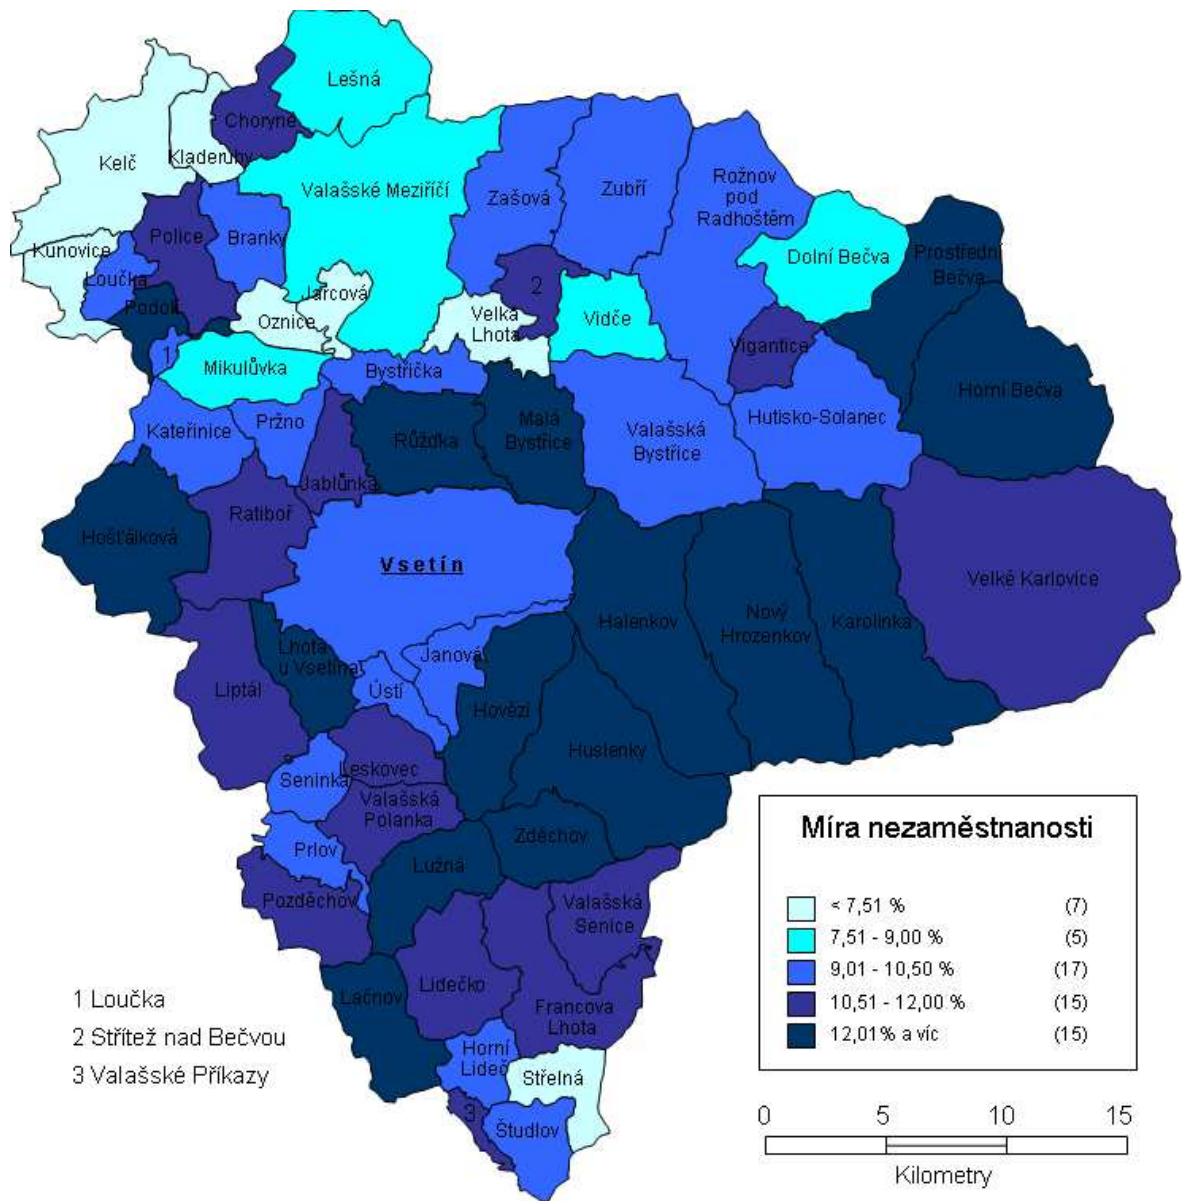 Lešná
Choryně
Kelč
Kladeruby
Valašské Meziříčí
Zašová
Zubří
Rožnov
pod
Radhoštěm
Kunovice
Police
Branky
Dolní Bečva
Prostřední
Bečva
Loučka
Podolí
Jarcová
Oznice
2
Velká
Lhota
Vidče
1
Mikulůvka
Bystřička
Vigantice
Horní Bečva
Kateřinice
Pržno
Růžďka
Malá
Bystřice
Valašská
Bystřice
Hutisko-Solanec
Jablůnka
Ratiboř
Hošťálková
Vsetín
Velké Karlovice
Halenkov
Nový
Hrozenkov
Karolinka
Lhota
u Vsetína
Janová
Ústí
Liptál
Hovězí
Huslenky
Leskovec
Seninka
Valašská
Polanka
Zděchov
Prlov
Lužná
Pozděchov
Valašská
Senice
Lačnov
Lidečko
Francova
Lhota
Horní
Lideč
Střelná
3
Študlov
Míra nezaměstnanosti
< 7,51 % (7)
7,51 - 9,00 % (5)
9,01 - 10,50 % (17)
10,51 - 12,00 % (15)
12,01% a víc (15)
1 Loučka
2 Střítež nad Bečvou
3 Valašské Příkazy
0 5 10 15
Kilometry